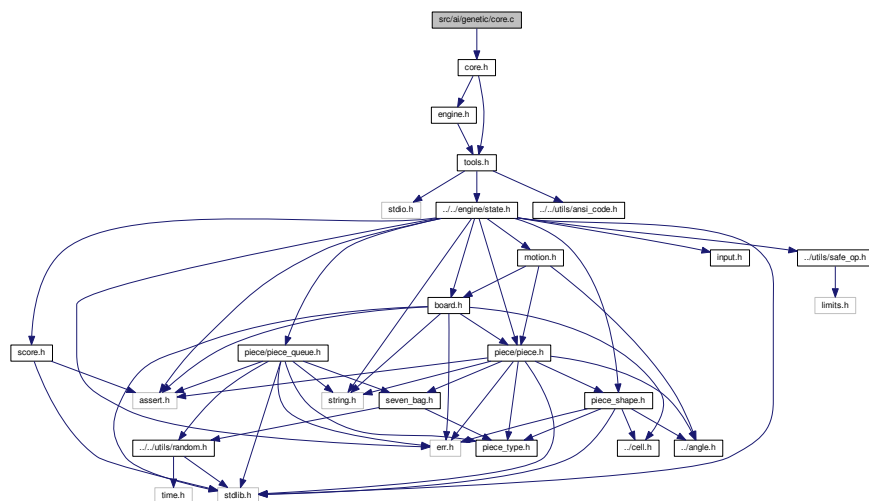 src/ai/genetic/core.c
core.h
engine.h
tools.h
stdio.h
../../engine/state.h
../../utils/ansi_code.h
motion.h
input.h
../utils/safe_op.h
board.h
limits.h
score.h
piece/piece_queue.h
piece/piece.h
assert.h
string.h
seven_bag.h
piece_shape.h
../../utils/random.h
err.h
piece_type.h
../cell.h
../angle.h
time.h
stdlib.h